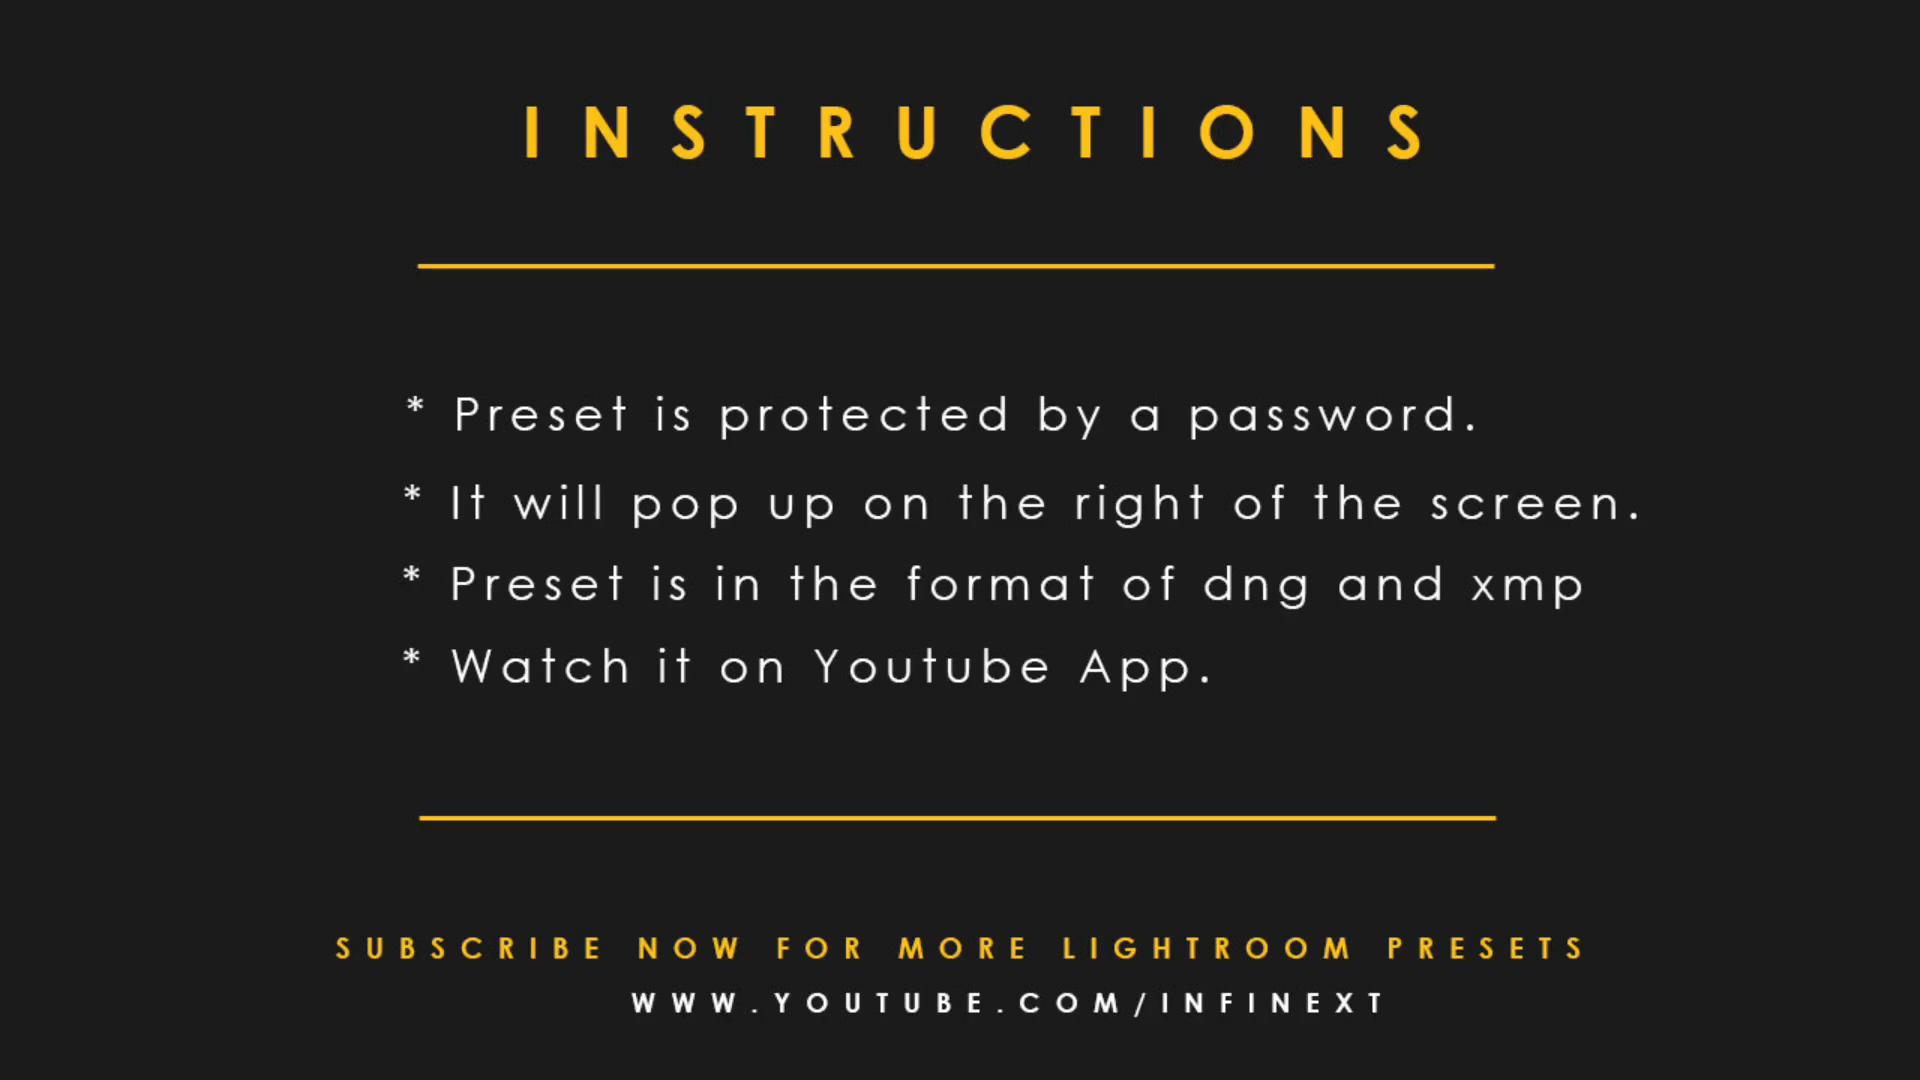 INSTRUCTIONS
* Preset is protected by a password.
* It will pop up on the right of the screen.
* Preset is in the format of dng and xmp
* Watch it on Youtube App.
SUBSCRIBE NOW FOR MORE LIGHTROOM PRESETS
WWW.YOUTUBE.COM/INFINEXT